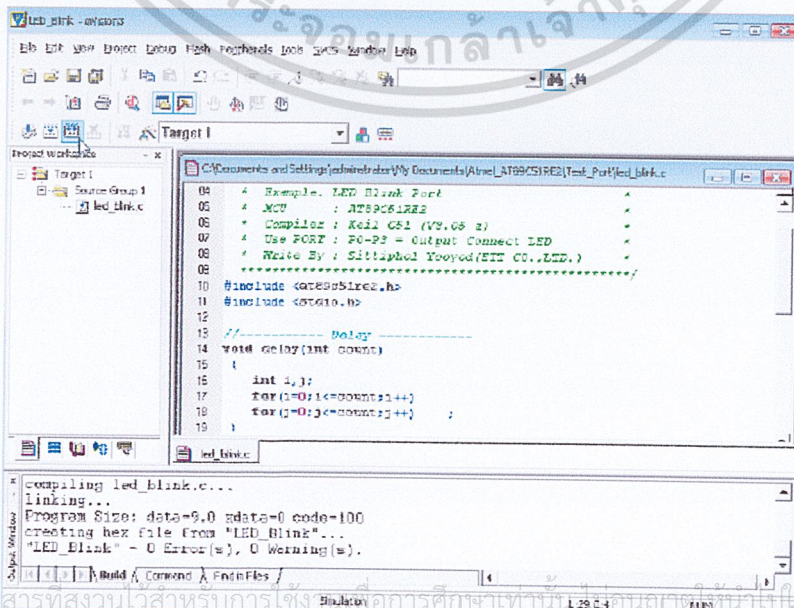 LED_Blink - µVision3
File Edit View Project Debug Flash Peripherals Tools SVCS Window Help
Target 1
Project Workspace
Target 1
Source Group 1
led_blink.c
C:\Documents and Settings\administrator\My Documents\Atmel_AT89C51RE2\Test_Port\led_blink.c
04 * Example. LED Blink Port *
05 * MCU : AT89C51RE2 *
06 * Compiler : Keil C51 *
07 * Use PORT : P0-P3 = Output Connect LED *
08 * Write By : Sittiphol Yooyod(ETT CO.,LTD.) *
09 *************************************************/
10 #include <at89c51re2.h>
11 #include <stdio.h>
12
13 //----------- Delay ------------
14 void delay(int count)
15 {
16 int i,j;
17 for(i=0;i<=count;i++)
18 for(j=0;j<=count;j++) ;
19 }
led_blink.c
compiling led_blink.c...
linking...
Program Size: data=9.0 xdata=0 code=100
creating hex file from "LED_Blink"...
"LED_Blink" - 0 Error(s), 0 Warning(s).
Output Window
Build Command Find in Files
Simulation
NUM